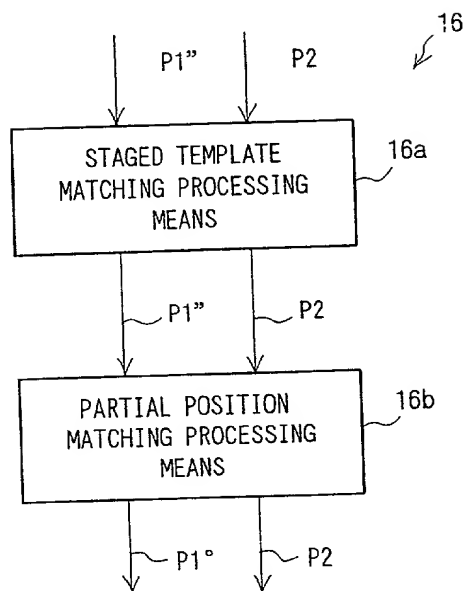 16
P1” P2
STAGED TEMPLATE
MATCHING PROCESSING
MEANS
16a
P1” P2
PARTIAL POSITION
MATCHING PROCESSING
MEANS
16b
P1° P2